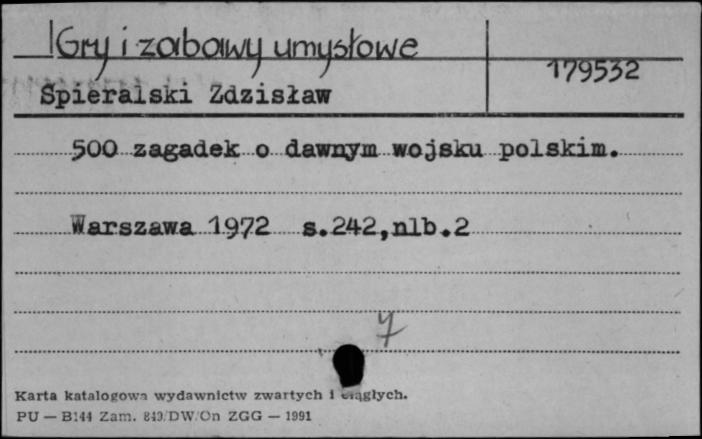 Gry i zabawy umysłowe
179532
Spieralski Zdzisław
500 zagadek o dawnym wojsku polskim.
Warszawa 1972 s.242,nlb.2
Karta katalogowa wydawnictw zwartych i ciągłych.
PU — B144 Zam. 849/DW/On ZGG — 1991